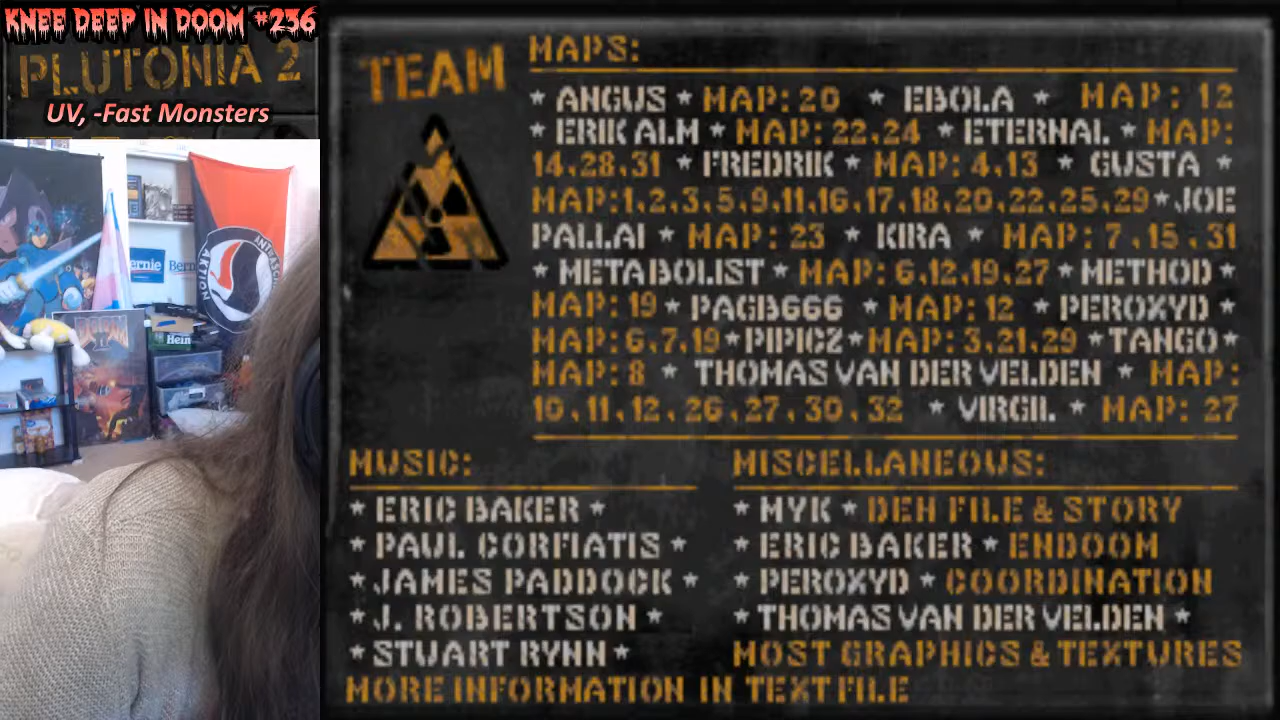 KNEE DEEP IN DOOM #236
PLUTONIA 2
UV, -Fast Monsters
ANTIFASC
AKTION
Bernie
Bern
Hein
TEAM
MAPS:
* ANGUS * MAP: 20 * EBOLA * MAP: 12
* ERIK ALM * MAP: 22,24 * ETERNAL * MAP:
14,28,31 * FREDRIK * MAP: 4,13 * GUSTA *
MAP:1,2,3,5,9,11,16,17,18,20,22,25,29*JOE
PALLAI * MAP: 23 * KIRA * MAP: 7,15,31
* METABOLIST * MAP: 6,12,19,27 * METHOD *
MAP: 19 * PAGB666 * MAP: 12 * PEROXYD *
MAP: 6,7,19*PIPICZ*MAP: 3,21,29 *TANGO*
MAP: 8 * THOMAS VAN DER VELDEN * MAP:
10,11,12,26,27,30,32 * VIRGIL * MAP: 27
MUSIC:
* ERIC BAKER *
* PAUL CORFIATIS *
* JAMES PADDOCK *
* J. ROBERTSON *
* STUART RYNN *
MISCELLANEOUS:
* MYK * DEH FILE & STORY
* ERIC BAKER * ENDOOM
* PEROXYD * COORDINATION
* THOMAS VAN DER VELDEN *
MOST GRAPHICS & TEXTURES
MORE INFORMATION IN TEXT FILE